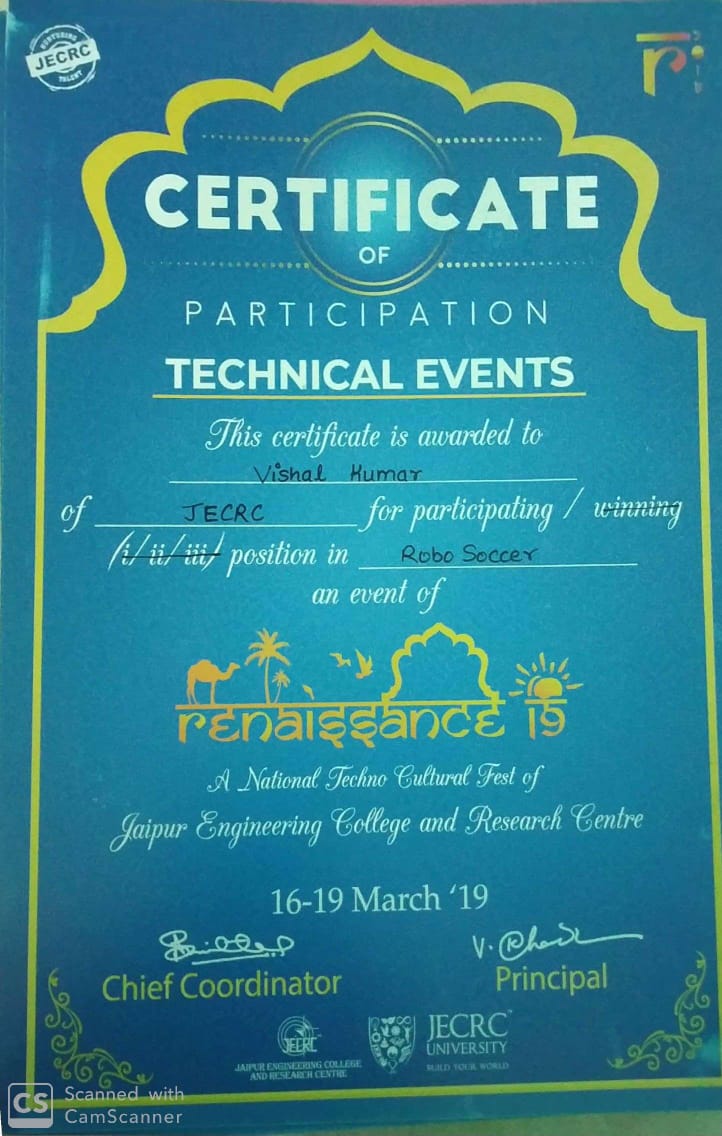 NURTURING
JECRC
TALENT
CERTIFICATE
OF
PARTICIPATION
TECHNICAL EVENTS
This certificate is awarded to
Vishal Kumar
of JECRC for participating / winning
(i/ii/iii) position in Robo Soccer
an event of
renaissance 19
A National Techno Cultural Fest of
Jaipur Engineering College and Research Centre
16-19 March ‘19
Chief Coordinator
Principal
JECRC
JAIPUR ENGINEERING COLLEGE
AND RESEARCH CENTRE
JECRC
UNIVERSITY
BUILD YOUR WORLD
CS Scanned with
CamScanner